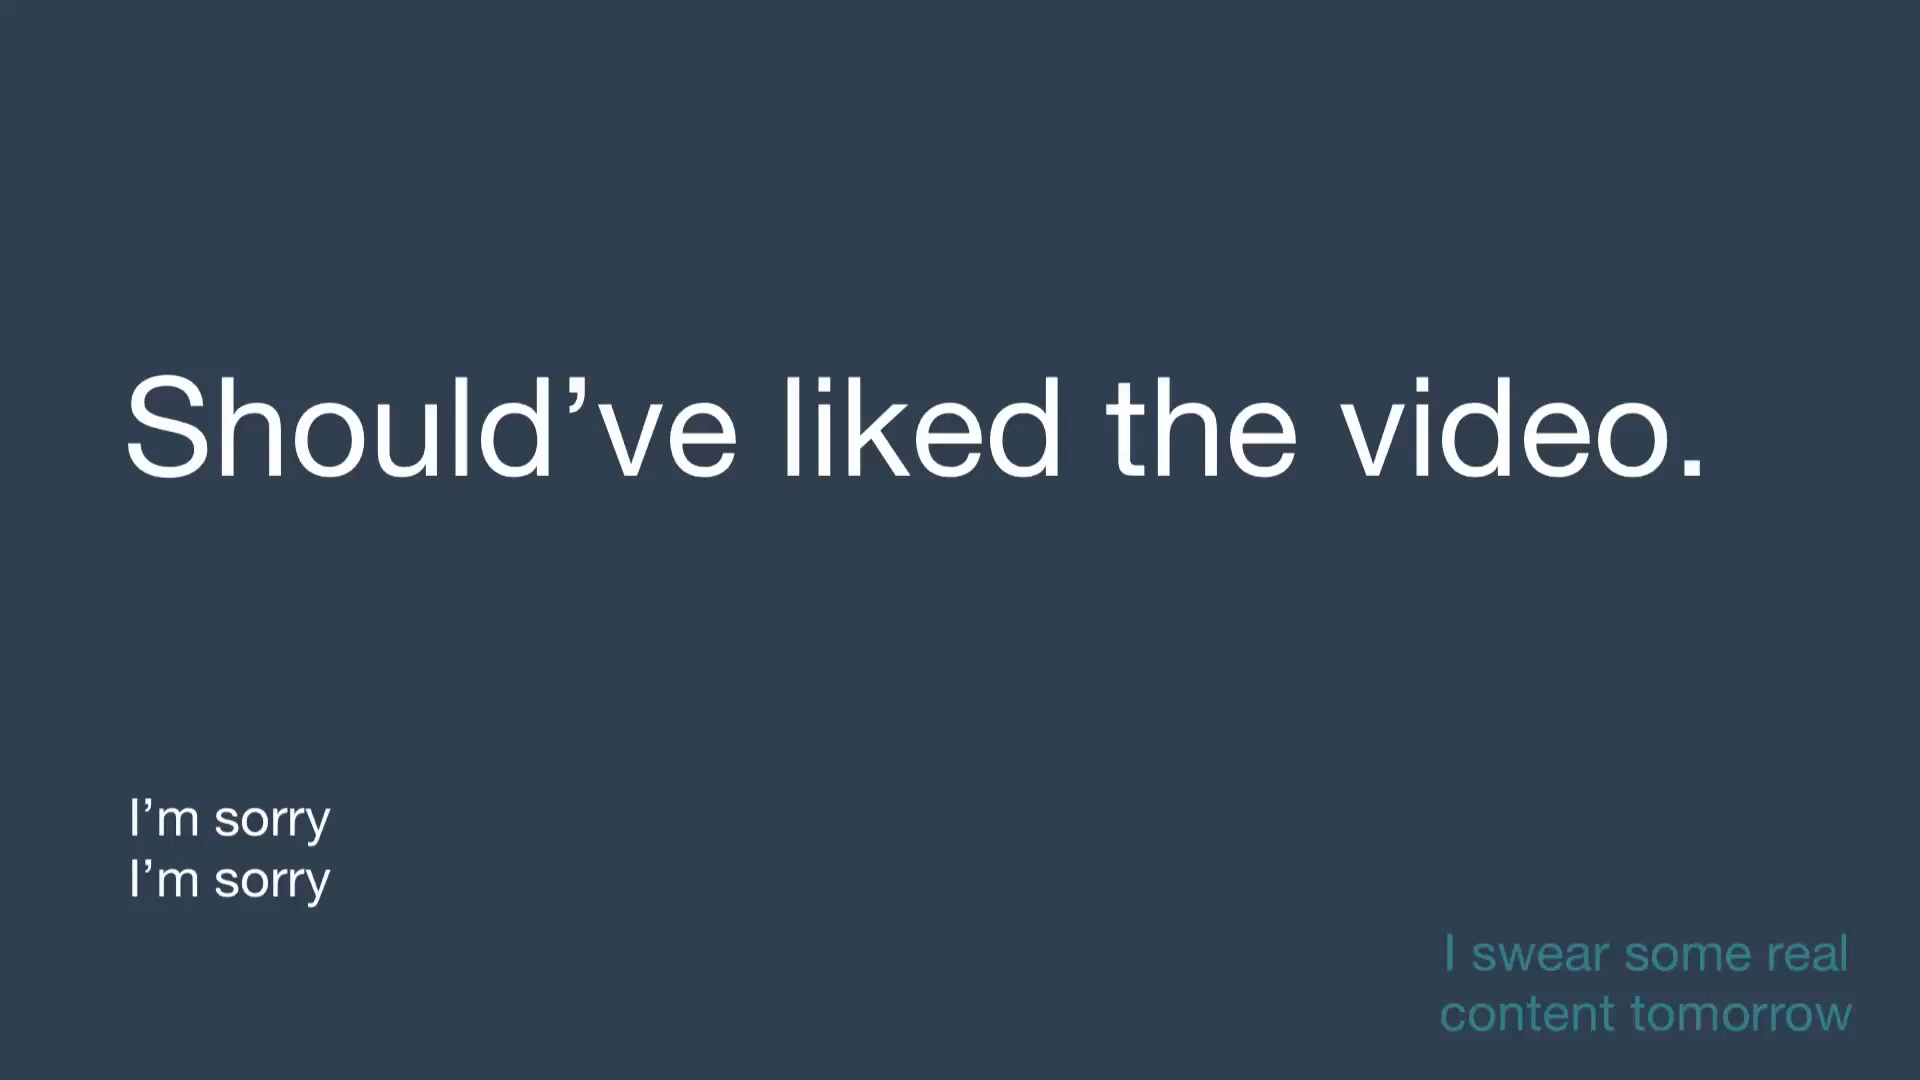 Should’ve liked the video.
I’m sorry
I’m sorry
I swear some real
content tomorrow